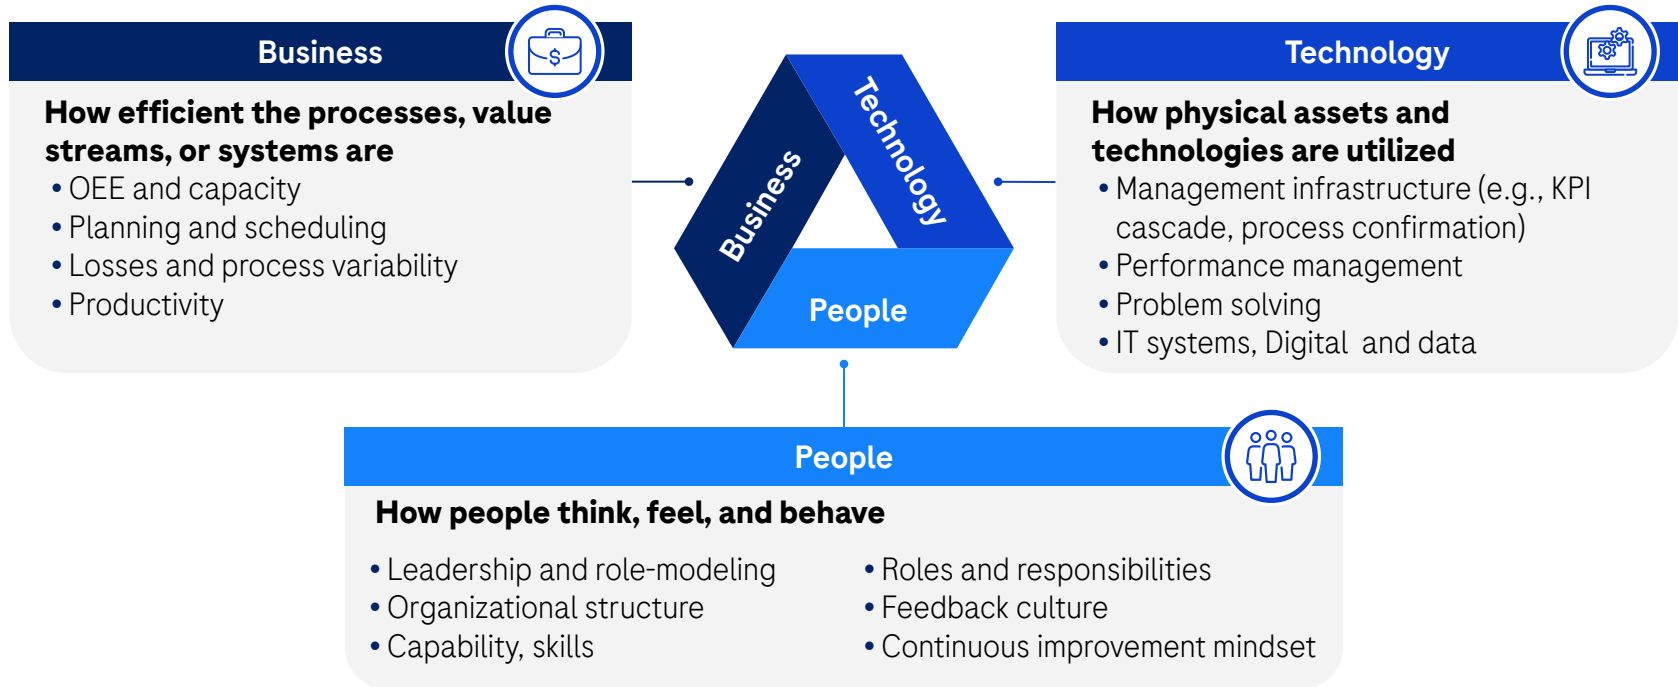 Business
$
How efficient the processes, value
streams, or systems are
• OEE and capacity
• Planning and scheduling
• Losses and process variability
• Productivity
Business
Technology
People
Technology
How physical assets and
technologies are utilized
• Management infrastructure (e.g., KPI
cascade, process confirmation)
• Performance management
• Problem solving
• IT systems, Digital and data
People
How people think, feel, and behave
• Leadership and role-modeling
• Organizational structure
• Capability, skills
• Roles and responsibilities
• Feedback culture
• Continuous improvement mindset